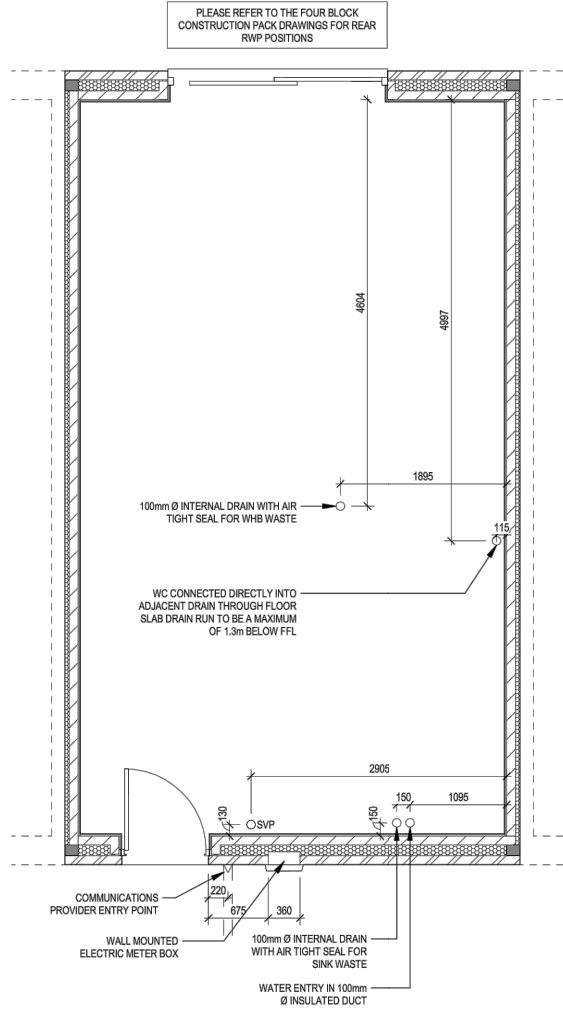 PLEASE REFER TO THE FOUR BLOCK
CONSTRUCTION PACK DRAWINGS FOR REAR
RWP POSITIONS
4604
4997
1895
100mm Ø INTERNAL DRAIN WITH AIR
TIGHT SEAL FOR WHB WASTE
115
WC CONNECTED DIRECTLY INTO
ADJACENT DRAIN THROUGH FLOOR
SLAB DRAIN RUN TO BE A MAXIMUM
OF 1.3m BELOW FFL
2905
150
1095
130
SVP
150
COMMUNICATIONS
PROVIDER ENTRY POINT
220
675
360
WALL MOUNTED
ELECTRIC METER BOX
100mm Ø INTERNAL DRAIN
WITH AIR TIGHT SEAL FOR
SINK WASTE
WATER ENTRY IN 100mm
Ø INSULATED DUCT